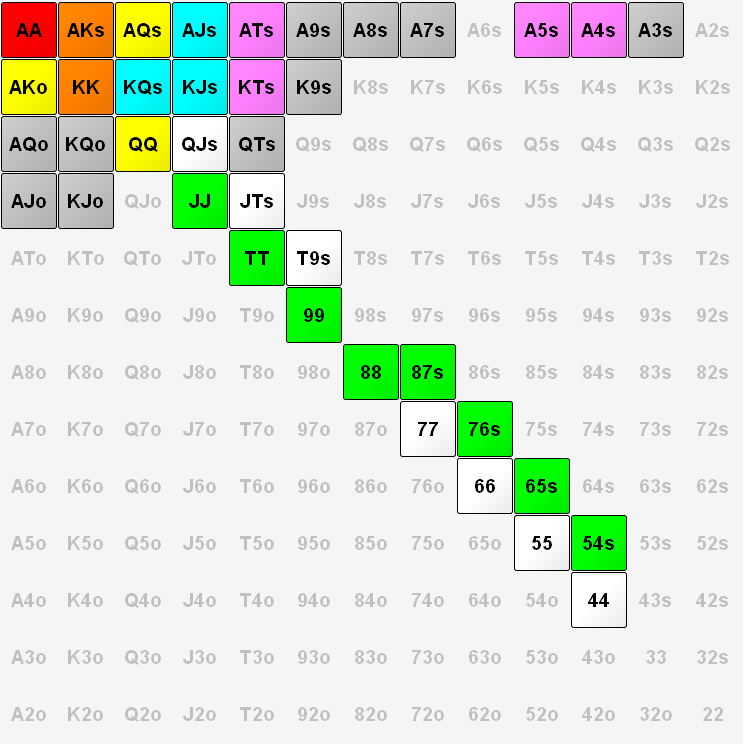 AA AKs AQs AJs ATs A9s A8s A7s A6s A5s A4s A3s A2s
AKo KK KQs KJs KTs K9s K8s K7s K6s K5s K4s K3s K2s
AQo KQo QQ QJs QTs Q9s Q8s Q7s Q6s Q5s Q4s Q3s Q2s
AJo KJo QJo JJ JTs J9s J8s J7s J6s J5s J4s J3s J2s
ATo KTo QTo JTo TT T9s T8s T7s T6s T5s T4s T3s T2s
A9o K9o Q9o J9o T9o 99 98s 97s 96s 95s 94s 93s 92s
A8o K8o Q8o J8o T8o 98o 88 87s 86s 85s 84s 83s 82s
A7o K7o Q7o J7o T7o 97o 87o 77 76s 75s 74s 73s 72s
A6o K6o Q6o J6o T6o 96o 86o 76o 66 65s 64s 63s 62s
A5o K5o Q5o J5o T5o 95o 85o 75o 65o 55 54s 53s 52s
A4o K4o Q4o J4o T4o 94o 84o 74o 64o 54o 44 43s 42s
A3o K3o Q3o J3o T3o 93o 83o 73o 63o 53o 43o 33 32s
A2o K2o Q2o J2o T2o 92o 82o 72o 62o 52o 42o 32o 22